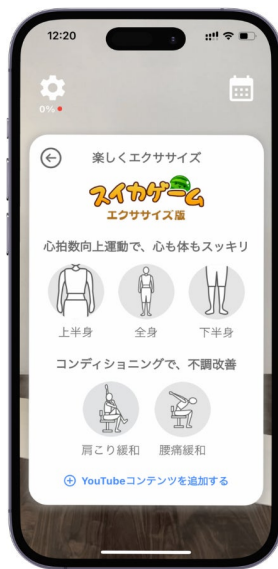 12:20
0%
楽しくエクササイズ
スイカゲーム
エクササイズ版
心拍数向上運動で、心も体もスッキリ
上半身
全身
下半身
コンディショニングで、不調改善
肩こり緩和
腰痛緩和
YouTubeコンテンツを追加する